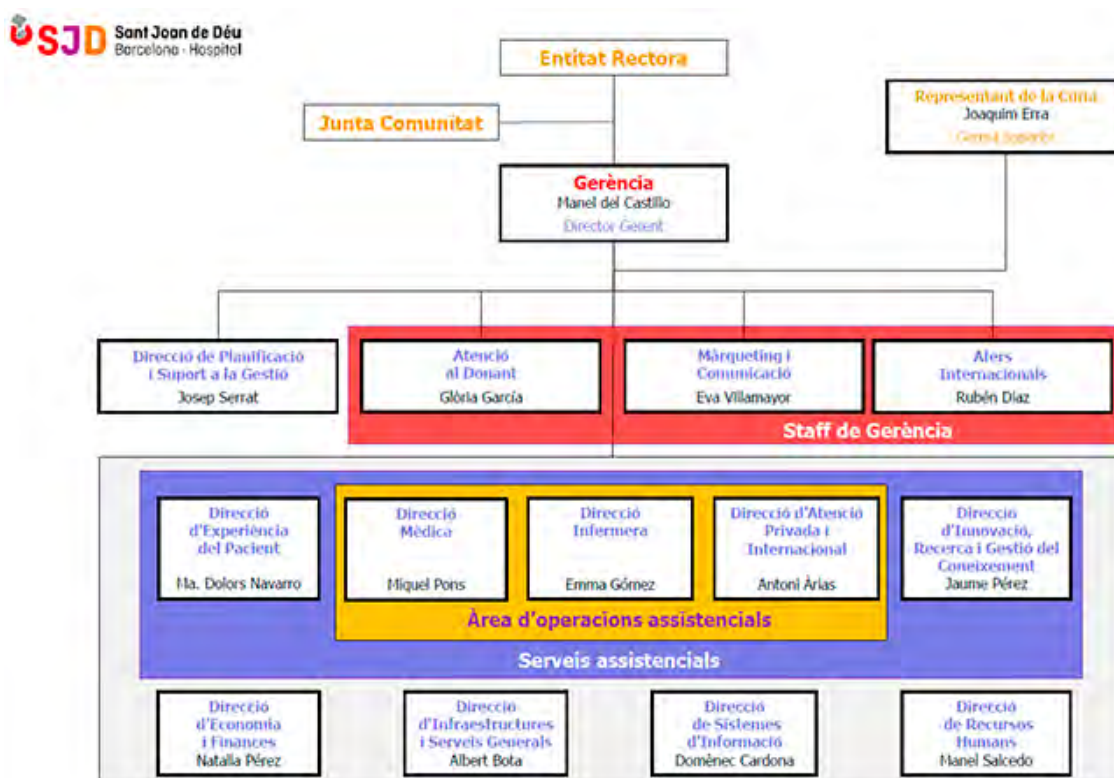 SJD Sant Joan de Déu
Barcelona · Hospital
Entitat Rectora
Junta Comunitat
Representant de la Cúria
Joaquim Erra
Germà Superior
Gerència
Manel del Castillo
Director Gerent
Direcció de Planificació
i Suport a la Gestió
Josep Serrat
Atenció
al Donant
Glòria García
Màrqueting i
Comunicació
Eva Villamayor
Afers
Internacionals
Rubén Díaz
Staff de Gerència
Direcció
d'Experiència
del Pacient
Ma. Dolors Navarro
Direcció
Mèdica
Miquel Pons
Direcció
Infermera
Emma Gómez
Direcció d'Atenció
Privada i
Internacional
Antoni Àrias
Direcció
d'Innovació,
Recerca i Gestió del
Coneixement
Jaume Pérez
Àrea d'operacions assistencials
Serveis assistencials
Direcció
d'Economia
i Finances
Natalia Pérez
Direcció
d'Infraestructures
i Serveis Generals
Albert Bota
Direcció
de Sistemes
d'Informació
Domènec Cardona
Direcció
de Recursos
Humans
Manel Salcedo